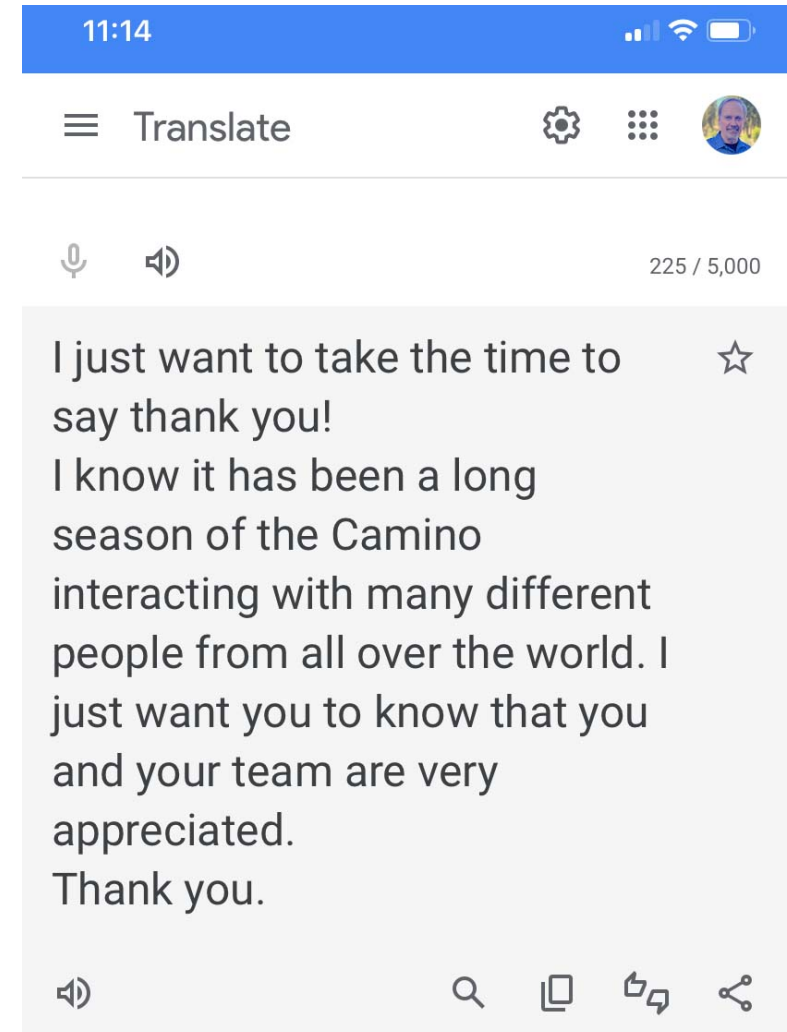 11:14
Translate
225 / 5,000
I just want to take the time to
say thank you!
I know it has been a long
season of the Camino
interacting with many different
people from all over the world. I
just want you to know that you
and your team are very
appreciated.
Thank you.